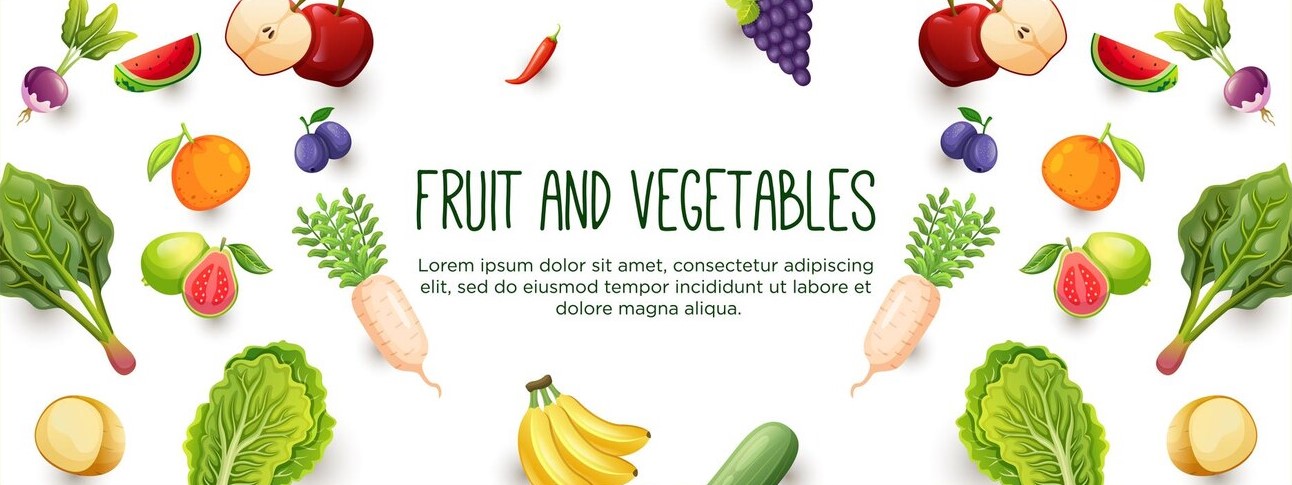 FRUIT AND VEGETABLES
Lorem ipsum dolor sit amet, consectetur adipiscing
elit, sed do eiusmod tempor incididunt ut labore et
dolore magna aliqua.